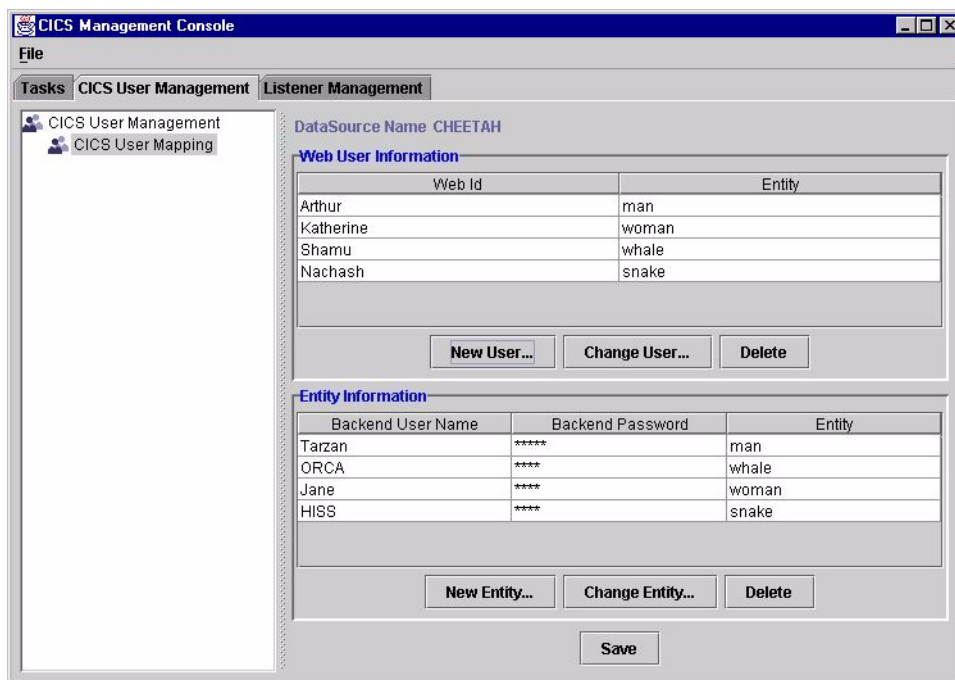 CICS Management Console
File
Tasks CICS User Management Listener Management
CICS User Management
CICS User Mapping
DataSource Name CHEETAH
Web User Information
Web Id Entity
Arthur man
Katherine woman
Shamu whale
Nachash snake
New User... Change User... Delete
Entity Information
Backend User Name Backend Password Entity
Tarzan ***** man
ORCA **** whale
Jane **** woman
HISS **** snake
New Entity... Change Entity... Delete
Save